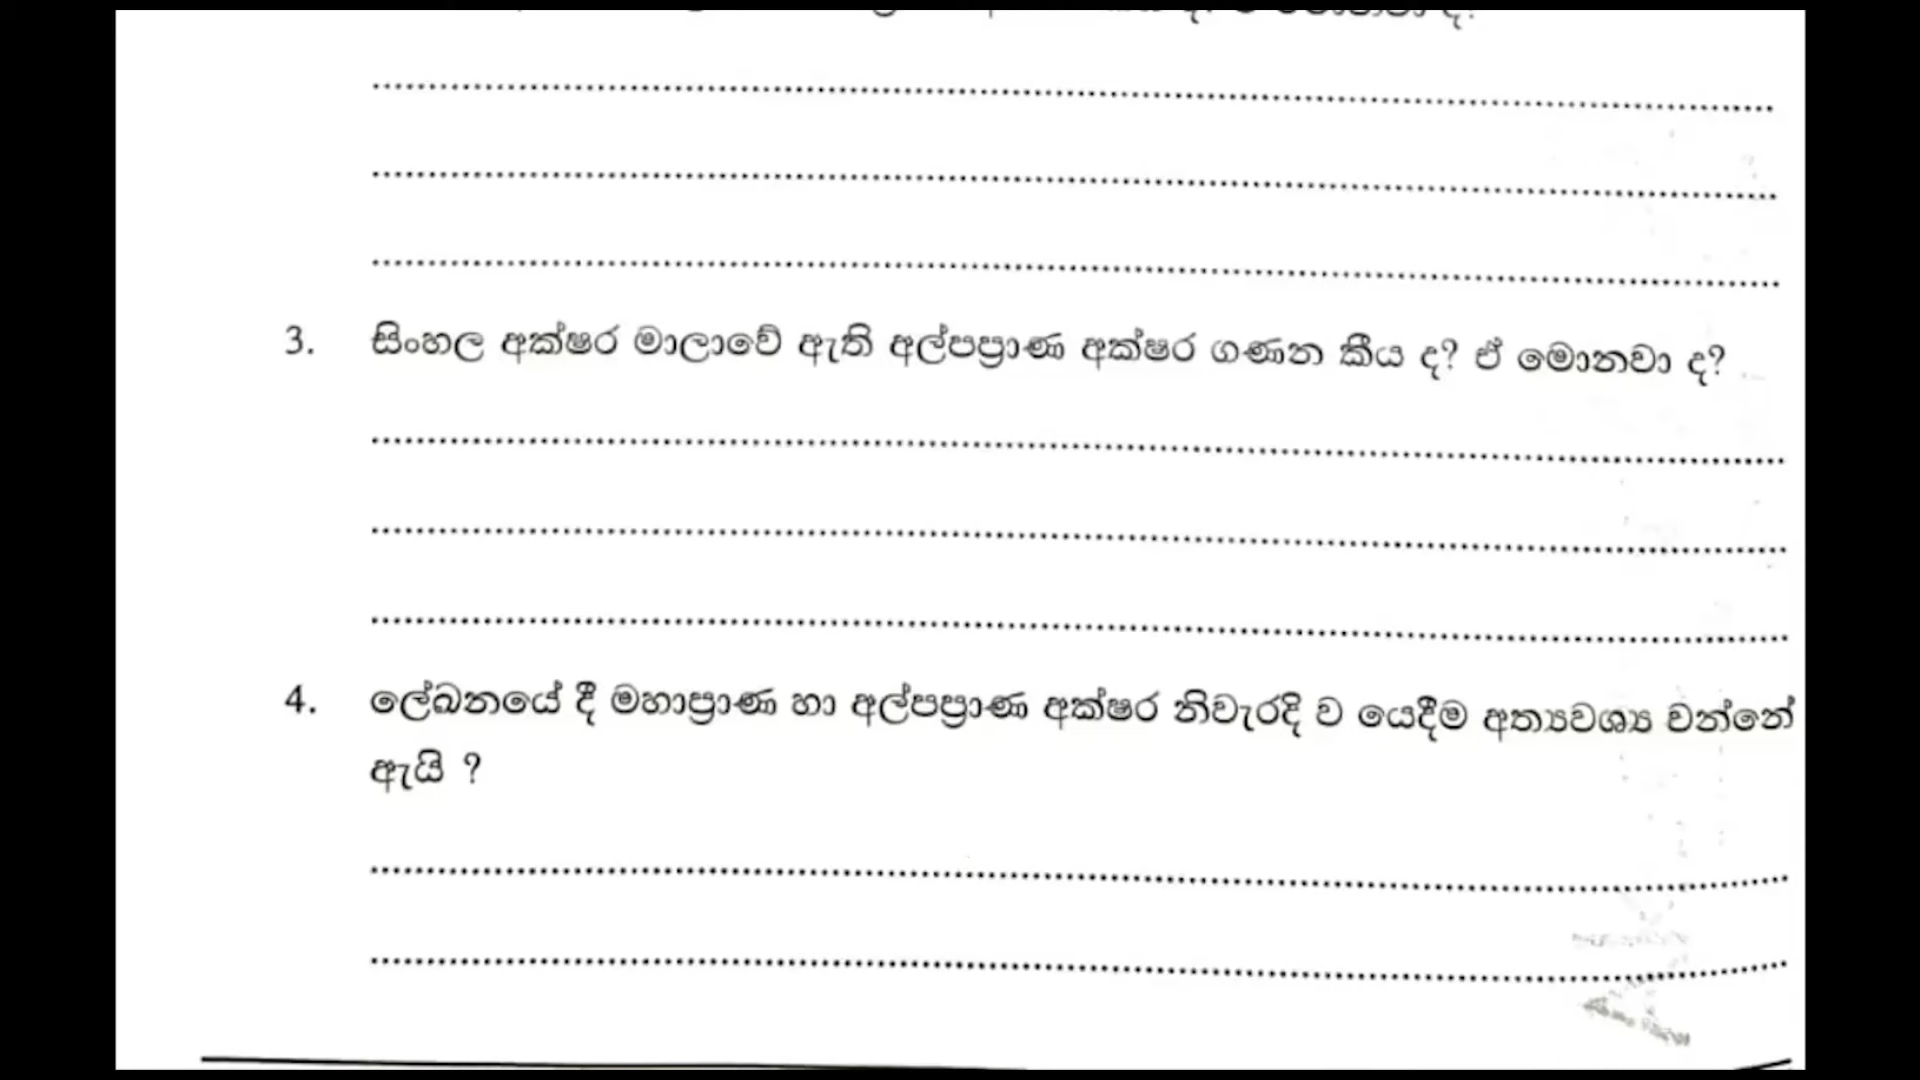 3. සිංහල අක්ෂර මාලාවේ ඇති අල්පප්‍රාණ අක්ෂර ගණන කීය ද? ඒ මොනවා ද?
4. ලේඛනයේ දී මහාප්‍රාණ හා අල්පප්‍රාණ අක්ෂර නිවැරදි ව යෙදීම අත්‍යවශ්‍ය වන්නේ
ඇයි ?